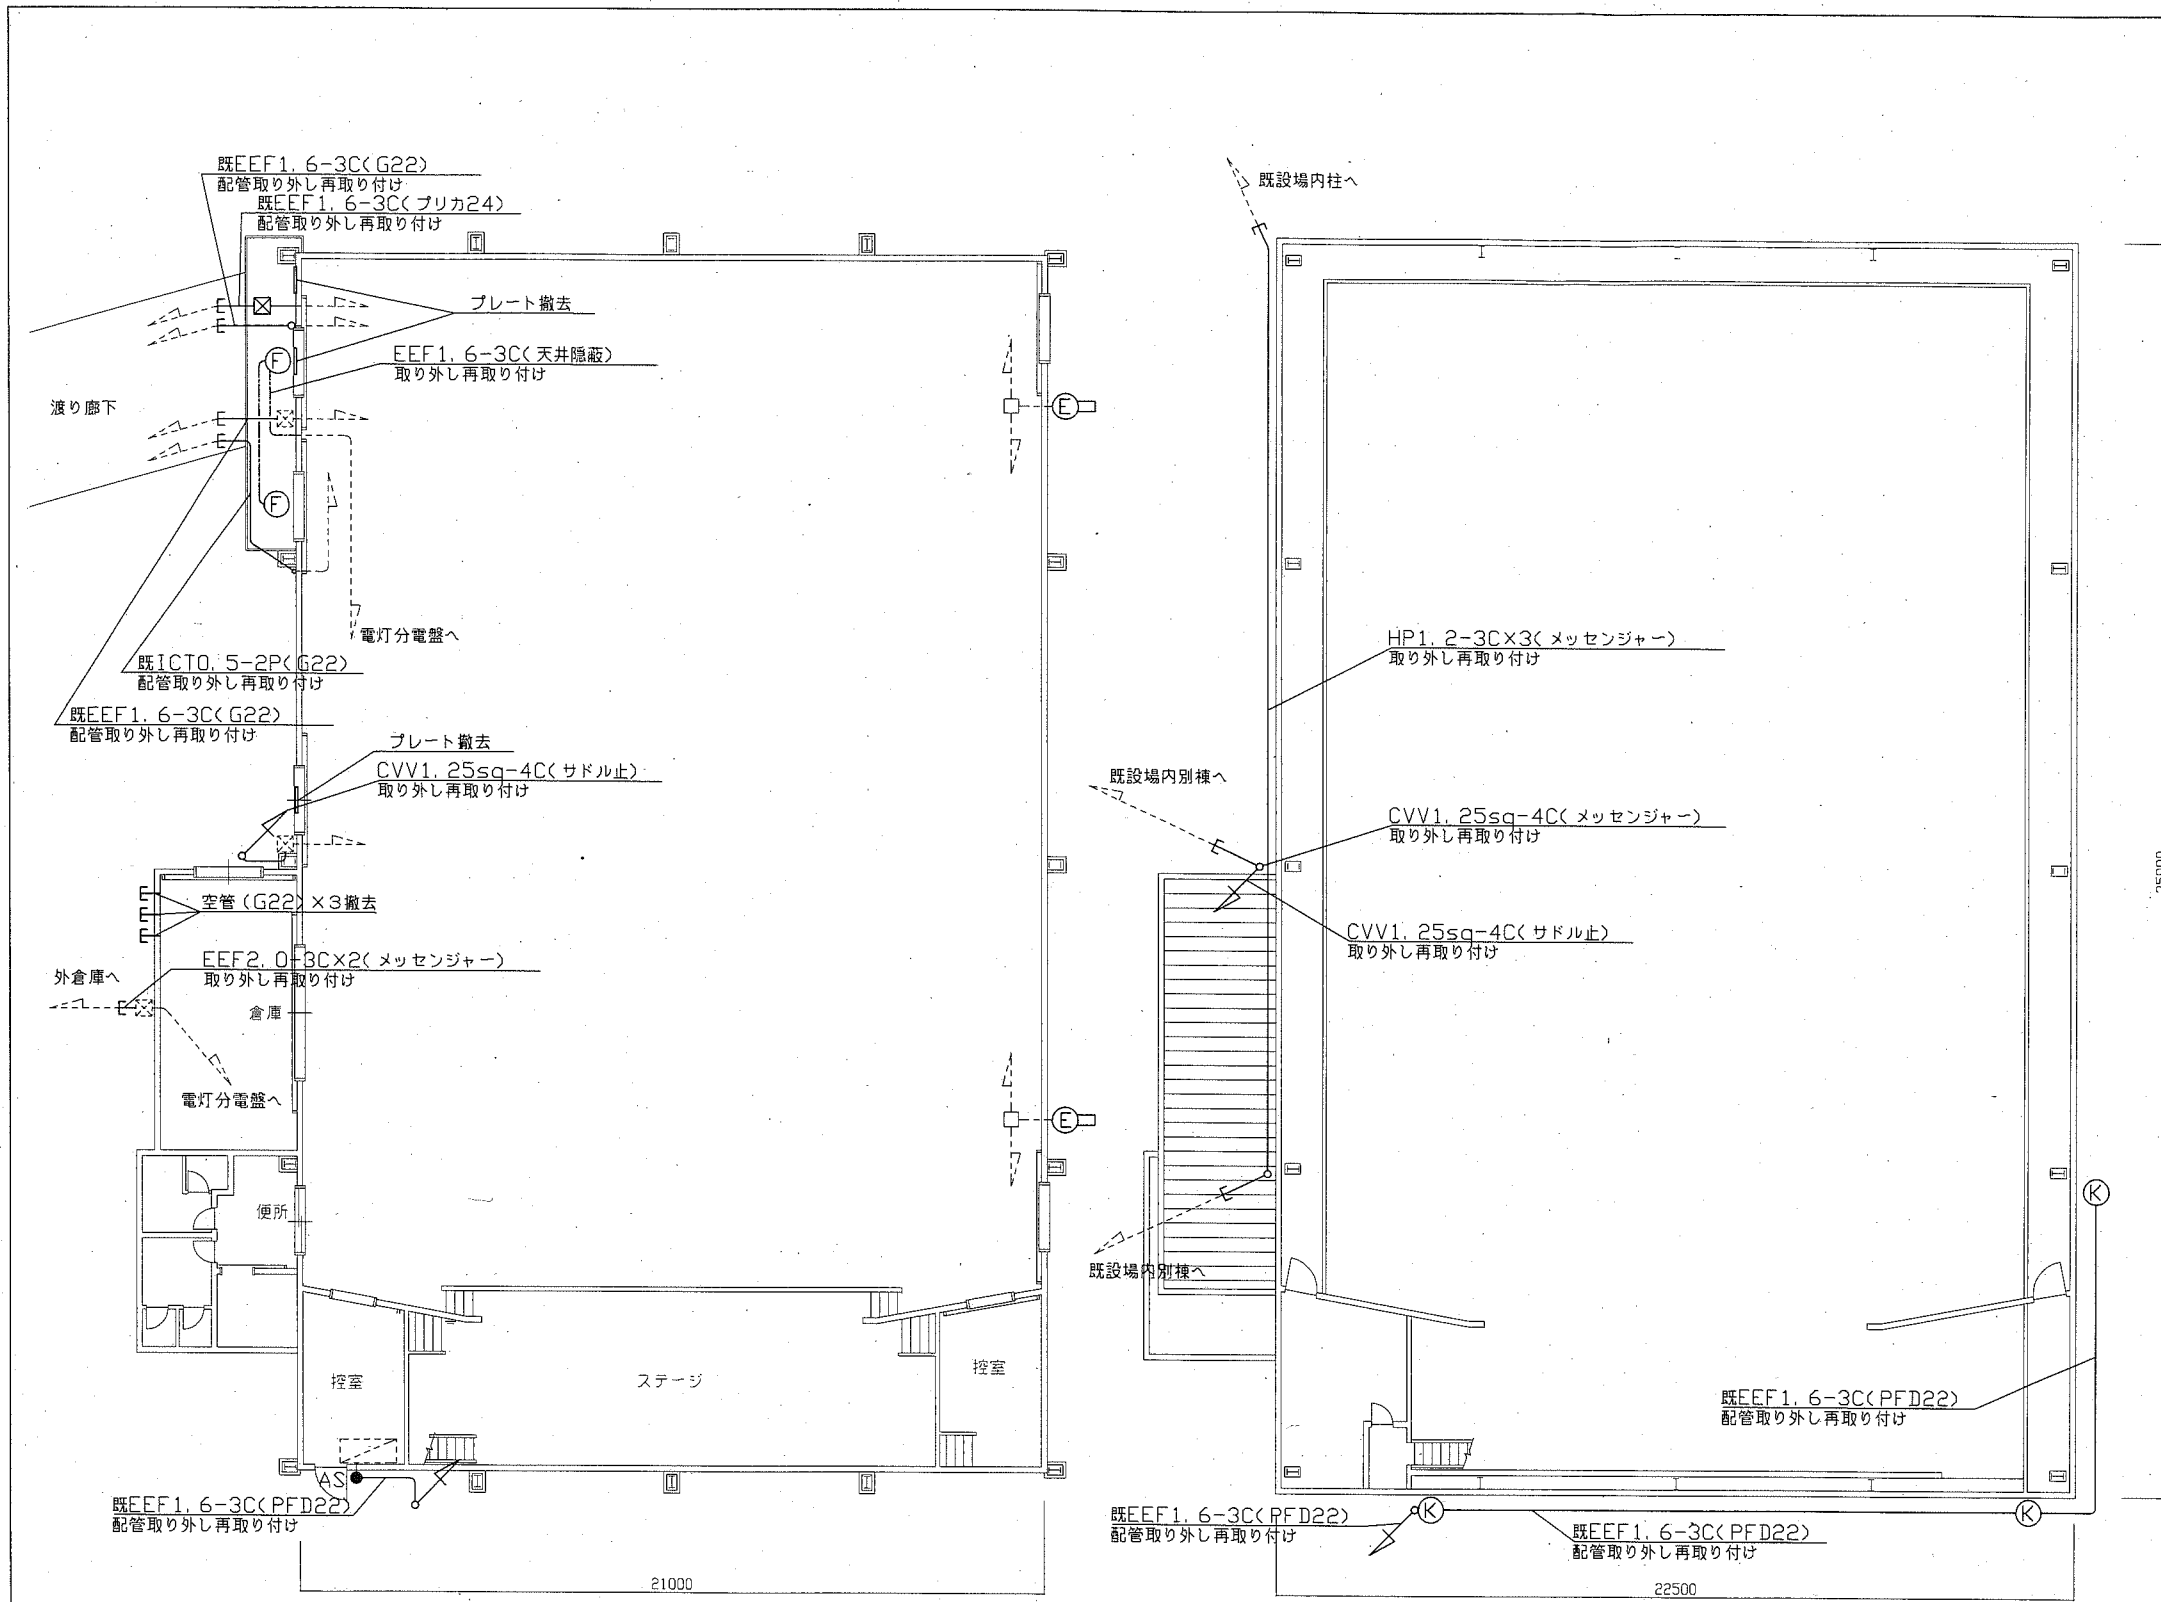 既EEF1.6-3C(G22)
配管取り外し再取り付け
既EEF1.6-3C(プリカ24)
配管取り外し再取り付け
プレート撤去
EEF1.6-3C(天井隠蔽)
取り外し再取り付け
渡り廊下
F
F
E
電灯分電盤へ
既ICT0.5-2P(G22)
配管取り外し再取り付け
既EEF1.6-3C(G22)
配管取り外し再取り付け
プレート撤去
CVV1.25sq-4C(サドル止)
取り外し再取り付け
空管(G22)×3撤去
EEF2.0-3C×2(メッセンジャー)
取り外し再取り付け
外倉庫へ
倉庫
電灯分電盤へ
E
便所
控室
ステージ
控室
AS
既EEF1.6-3C(PFD22)
配管取り外し再取り付け
21000
既設場内柱へ
HP1.2-3C×3(メッセンジャー)
取り外し再取り付け
既設場内別棟へ
CVV1.25sq-4C(メッセンジャー)
取り外し再取り付け
CVV1.25sq-4C(サドル止)
取り外し再取り付け
既設場内別棟へ
K
既EEF1.6-3C(PFD22)
配管取り外し再取り付け
既EEF1.6-3C(PFD22)
配管取り外し再取り付け
K
K
既EEF1.6-3C(PFD22)
配管取り外し再取り付け
22500